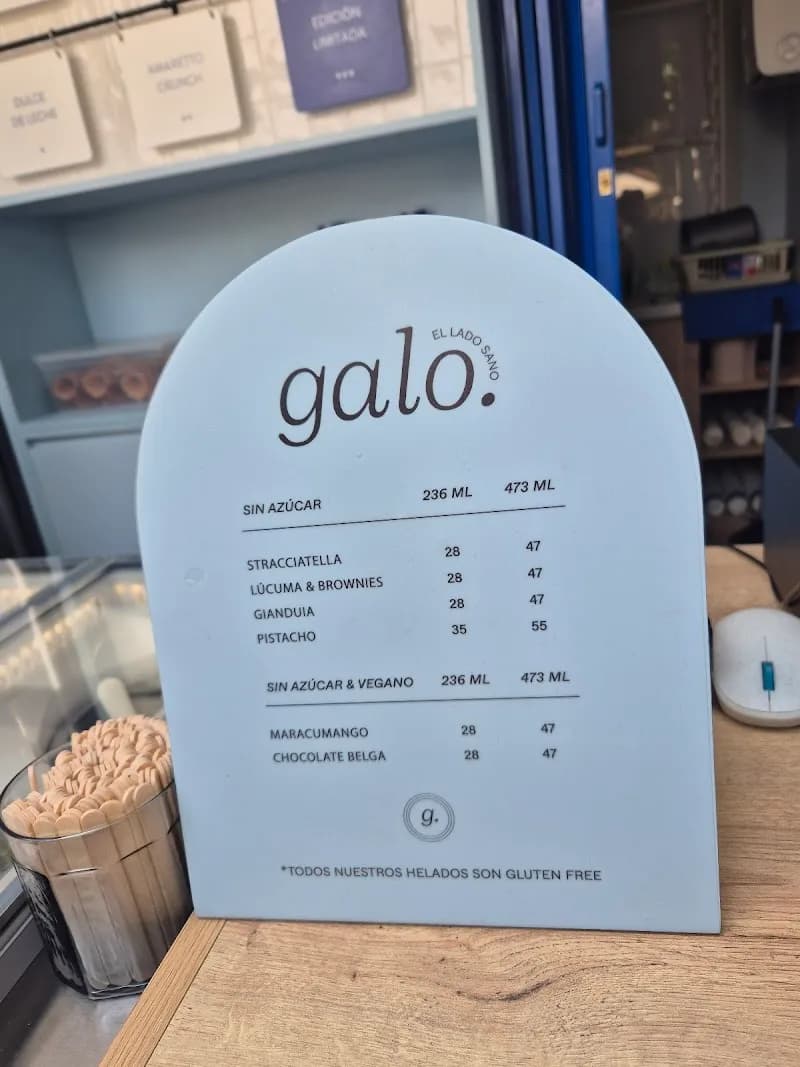 DULCE
DE LECHE
AMARETTO
CRUNCH
EDICIÓN
LIMITADA
galo.
EL LADO SANO
SIN AZÚCAR 236 ML 473 ML
STRACCIATELLA 28 47
LÚCUMA & BROWNIES 28 47
GIANDUIA 28 47
PISTACHO 35 55
SIN AZÚCAR & VEGANO 236 ML 473 ML
MARACUMANGO 28 47
CHOCOLATE BELGA 28 47
g.
*TODOS NUESTROS HELADOS SON GLUTEN FREE